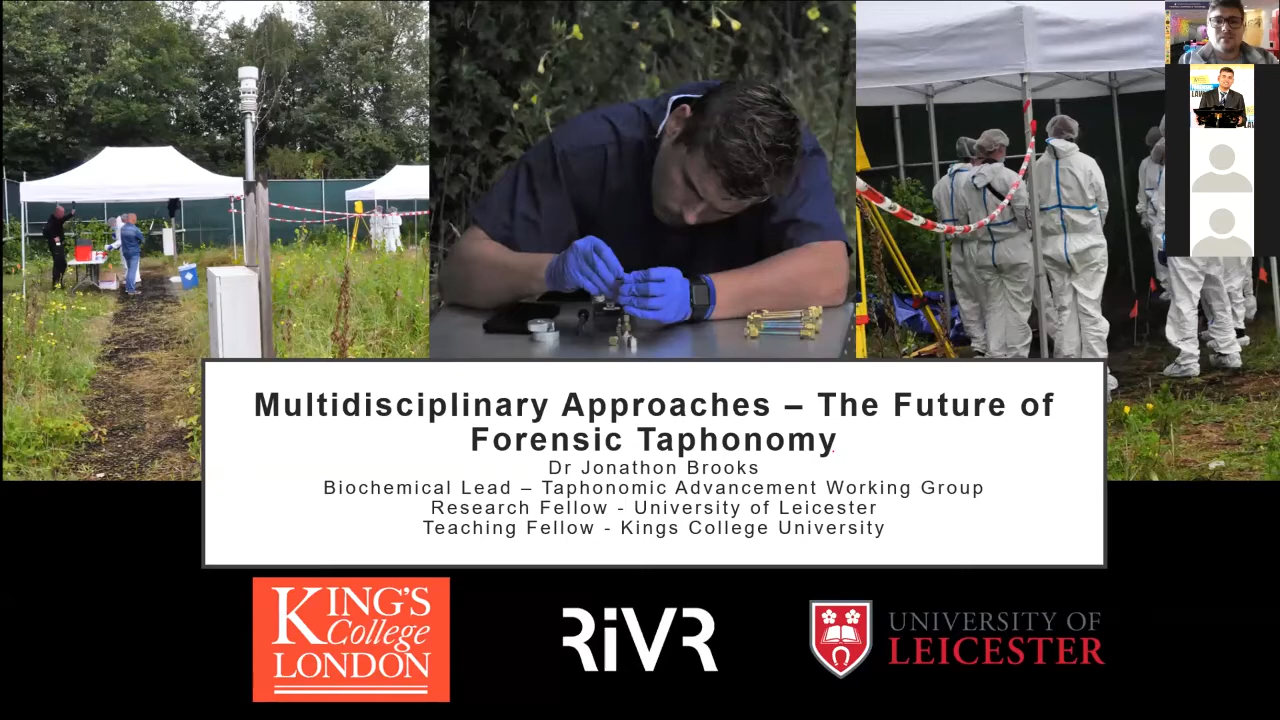 Multidisciplinary Approaches – The Future of
Forensic Taphonomy
Dr Jonathon Brooks
Biochemical Lead – Taphonomic Advancement Working Group
Research Fellow - University of Leicester
Teaching Fellow - Kings College University
KING'S
College
LONDON
RiVR
UNIVERSITY OF
LEICESTER